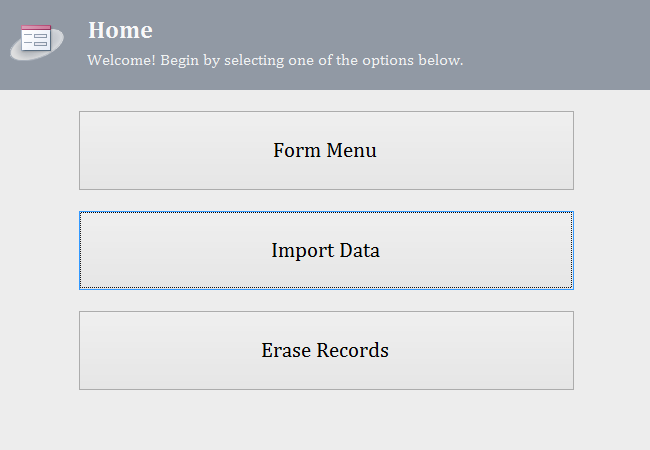 Home
Welcome! Begin by selecting one of the options below.
Form Menu
Import Data
Erase Records